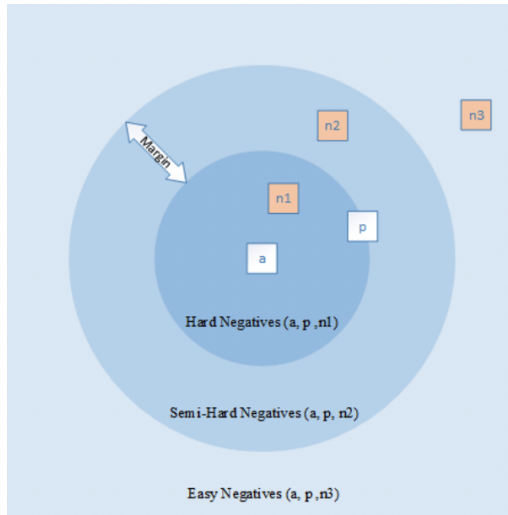 n3
n2
Margin
n1
p
a
Hard Negatives (a, p ,n1)
Semi-Hard Negatives (a, p, n2)
Easy Negatives (a, p ,n3)